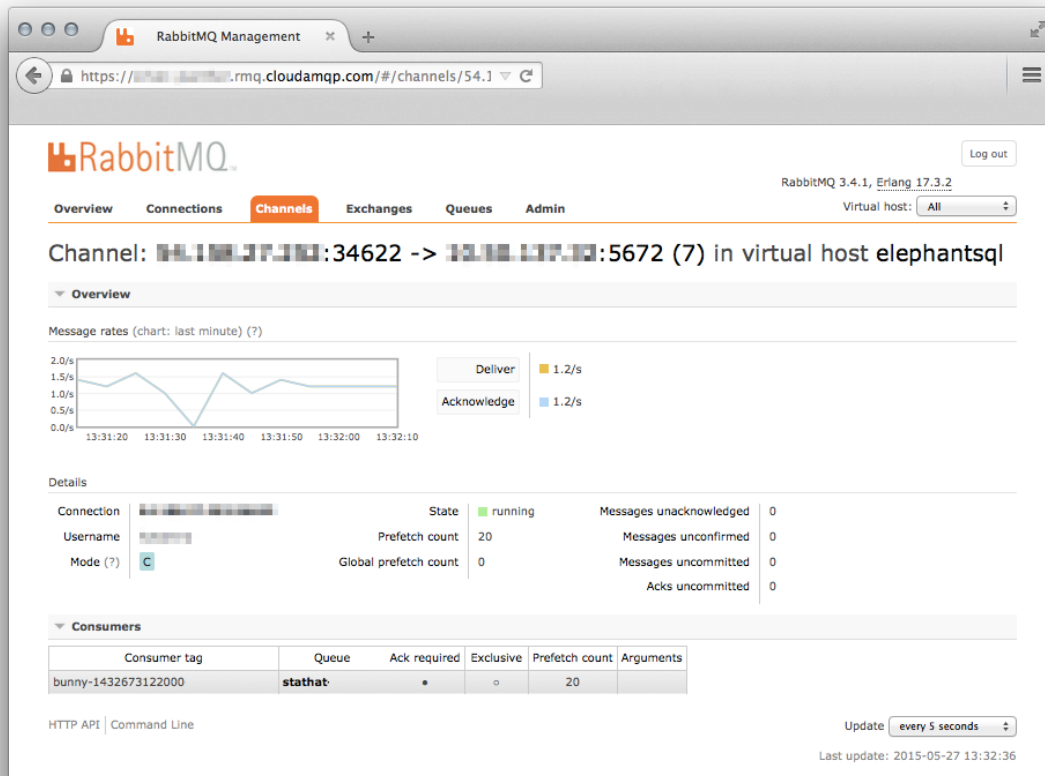 RabbitMQ Management
https:// .rmq.cloudamqp.com/#/channels/54.1
RabbitMQ
Log out
RabbitMQ 3.4.1, Erlang 17.3.2
Virtual host: All
Overview Connections Channels Exchanges Queues Admin
Channel: :34622 -> :5672 (7) in virtual host elephantsql
Overview
Message rates (chart: last minute) (?)
2.0/s
1.5/s
1.0/s
0.5/s
0.0/s
13:31:20 13:31:30 13:31:40 13:31:50 13:32:00 13:32:10
Deliver 1.2/s
Acknowledge 1.2/s
Details
Connection
Username
Mode (?) C
State running
Prefetch count 20
Global prefetch count 0
Messages unacknowledged 0
Messages unconfirmed 0
Messages uncommitted 0
Acks uncommitted 0
Consumers
Consumer tag Queue Ack required Exclusive Prefetch count Arguments
bunny-1432673122000 stathat • ○ 20
HTTP API Command Line
Update every 5 seconds
Last update: 2015-05-27 13:32:36